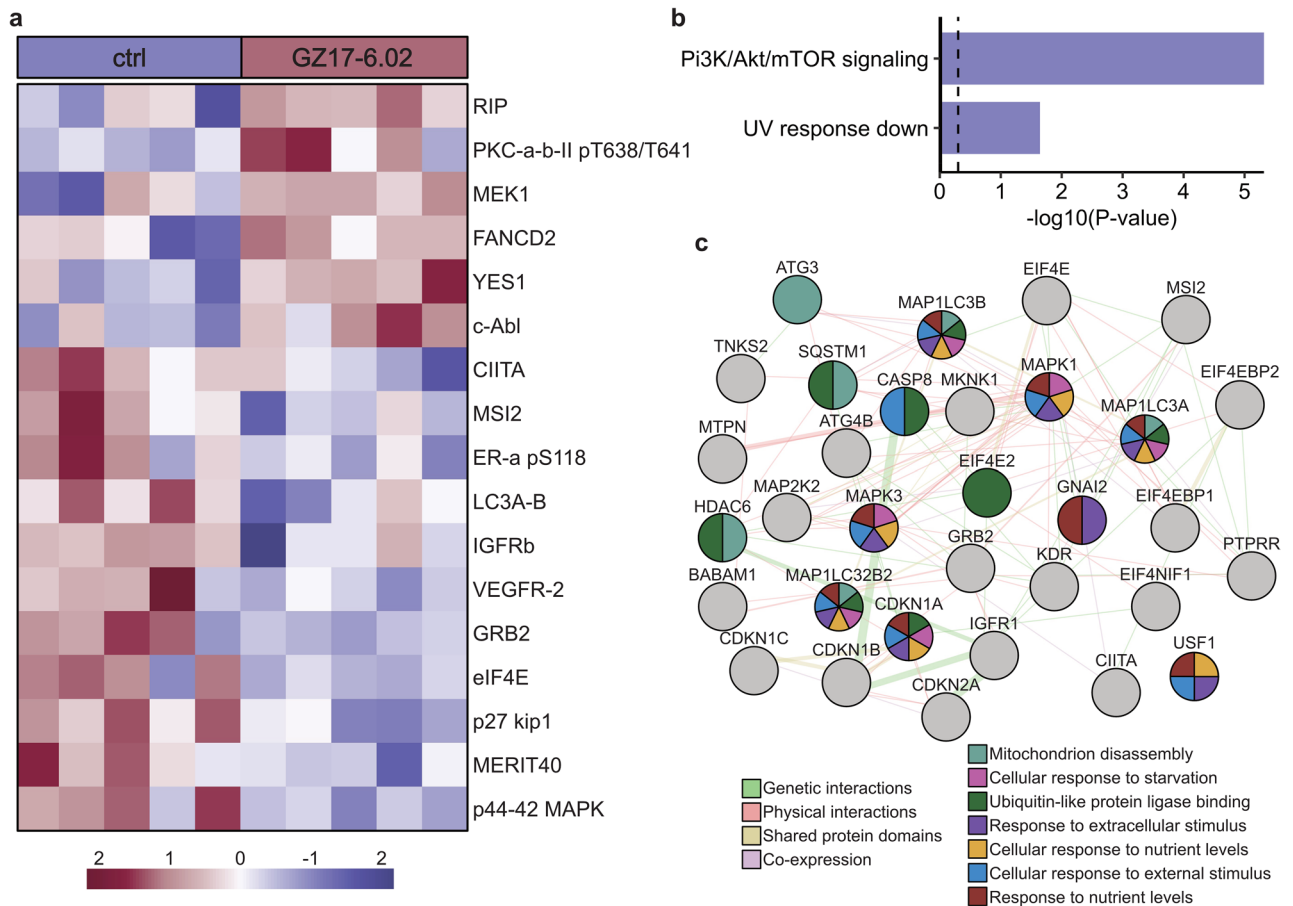 a
ctrl GZ17-6.02
RIP
PKC-a-b-II pT638/T641
MEK1
FANCD2
YES1
c-Abl
CIITA
MSI2
ER-a pS118
LC3A-B
IGFRb
VEGFR-2
GRB2
eIF4E
p27 kip1
MERIT40
p44-42 MAPK
2 1 0 -1 2
b
Pi3K/Akt/mTOR signaling
UV response down
0 1 2 3 4 5
-log10(P-value)
c
ATG3
EIF4E
MSI2
MAP1LC3B
TNKS2
SQSTM1
CASP8
MKNK1
MAPK1
EIF4EBP2
MAP1LC3A
MTPN
ATG4B
EIF4E2
MAP2K2
MAPK3
GNAI2
EIF4EBP1
HDAC6
GRB2
KDR
PTPRR
BABAM1
MAP1LC32B2
EIF4NIF1
CDKN1A
CDKN1C
CDKN1B
IGFR1
USF1
CIITA
CDKN2A
Genetic interactions
Physical interactions
Shared protein domains
Co-expression
Mitochondrion disassembly
Cellular response to starvation
Ubiquitin-like protein ligase binding
Response to extracellular stimulus
Cellular response to nutrient levels
Cellular response to external stimulus
Response to nutrient levels